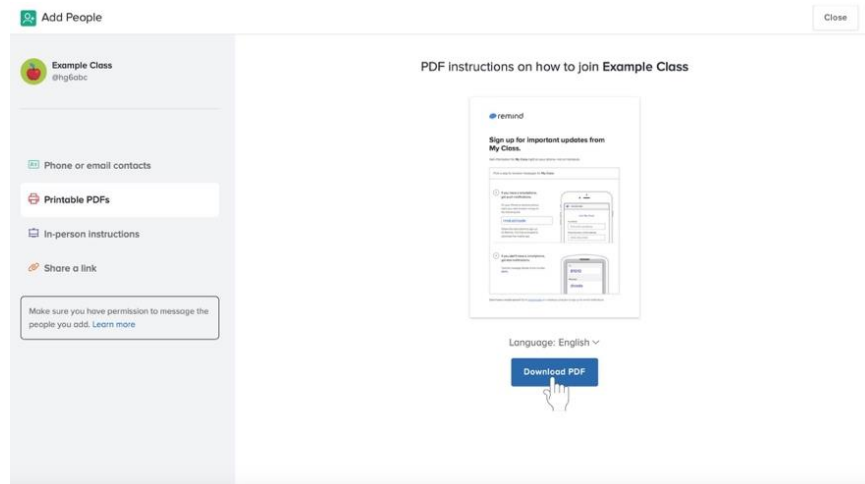 Add People
Close
Example Class
@hg6abc
Phone or email contacts
Printable PDFs
In-person instructions
Share a link
Make sure you have permission to message the
people you add. Learn more
PDF instructions on how to join Example Class
remind
Sign up for important updates from
My Class.
Language: English
Download PDF